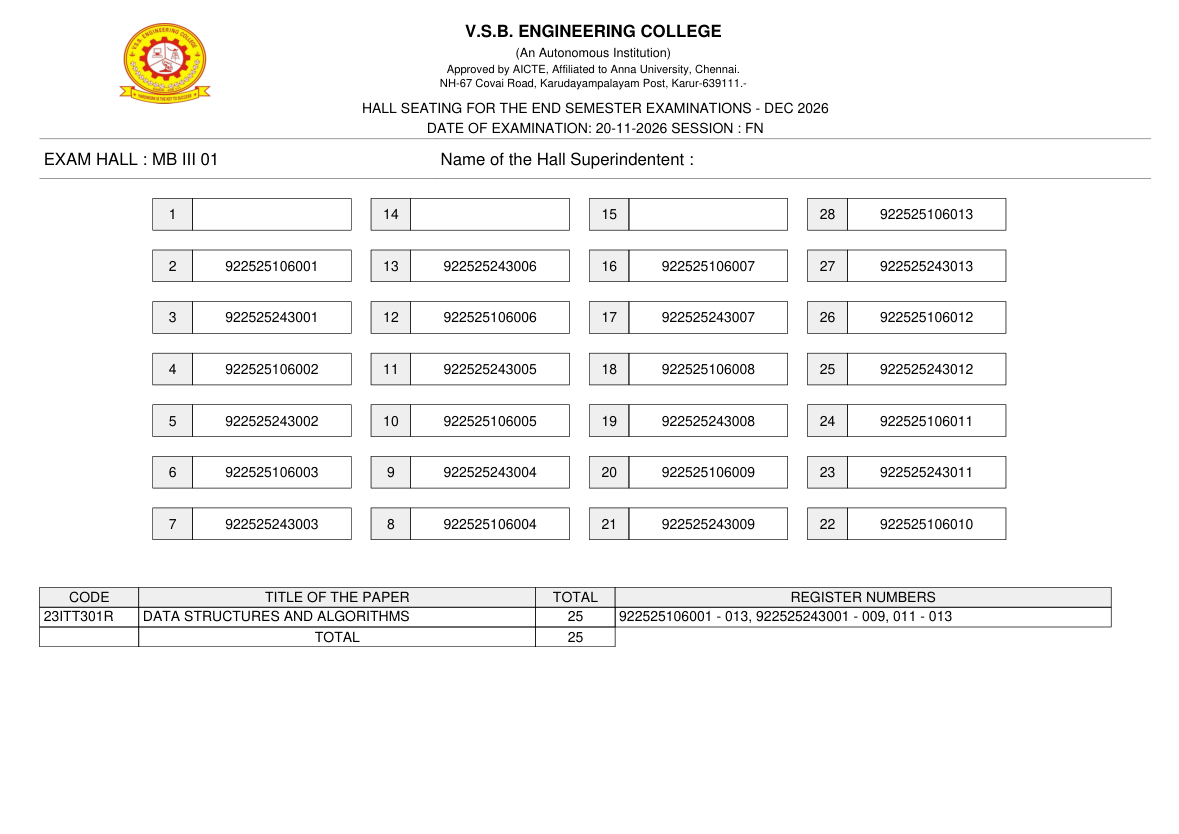 V.S.B. ENGINEERING COLLEGE
(An Autonomous Institution)
Approved by AICTE, Affiliated to Anna University, Chennai.
NH-67 Covai Road, Karudayampalayam Post, Karur-639111.-
HALL SEATING FOR THE END SEMESTER EXAMINATIONS - DEC 2026
DATE OF EXAMINATION: 20-11-2026 SESSION : FN
EXAM HALL : MB III 01 Name of the Hall Superintendent :
1 14 15 28 922525106013
2 922525106001 13 922525243006 16 922525106007 27 922525243013
3 922525243001 12 922525106006 17 922525243007 26 922525106012
4 922525106002 11 922525243005 18 922525106008 25 922525243012
5 922525243002 10 922525106005 19 922525243008 24 922525106011
6 922525106003 9 922525243004 20 922525106009 23 922525243011
7 922525243003 8 922525106004 21 922525243009 22 922525106010
CODE TITLE OF THE PAPER TOTAL REGISTER NUMBERS
23ITT301R DATA STRUCTURES AND ALGORITHMS 25 922525106001 - 013, 922525243001 - 009, 011 - 013
TOTAL 25